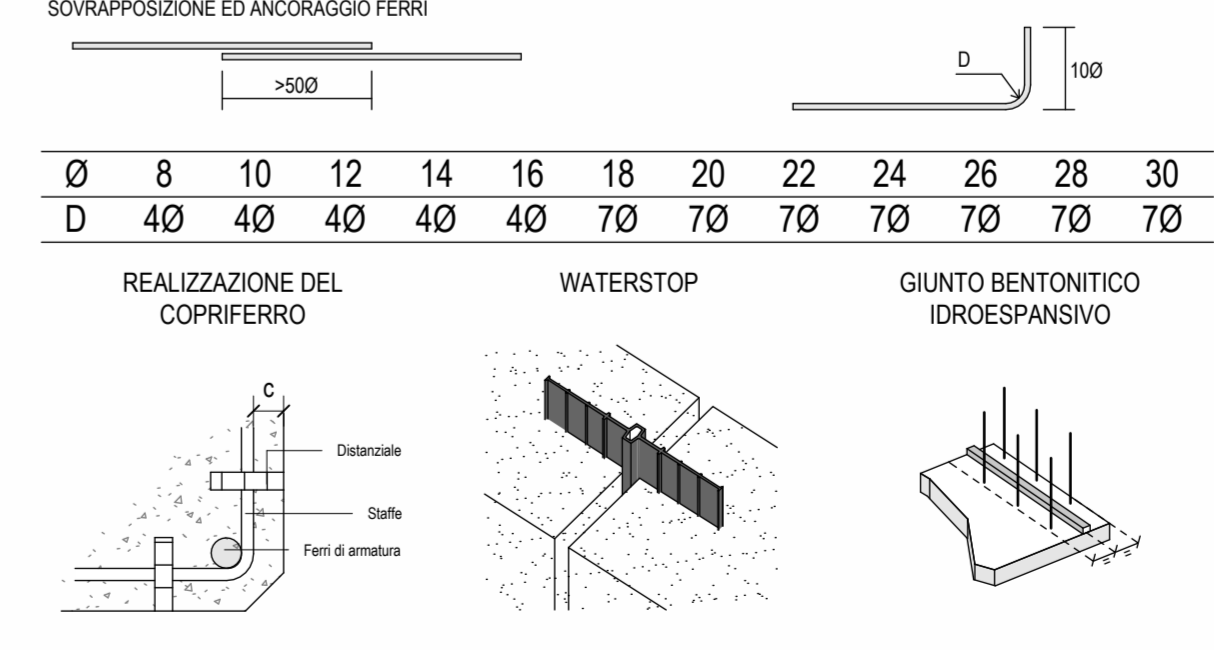 SOVRAPPOSIZIONE ED ANCORAGGIO FERRI
>50Ø
D
10Ø
Ø 8 10 12 14 16 18 20 22 24 26 28 30
D 4Ø 4Ø 4Ø 4Ø 4Ø 7Ø 7Ø 7Ø 7Ø 7Ø 7Ø 7Ø
REALIZZAZIONE DEL
COPRIFERRO
WATERSTOP
GIUNTO BENTONITICO
IDROESPANSIVO
C
Distanziale
Staffe
Ferri di armatura
= =